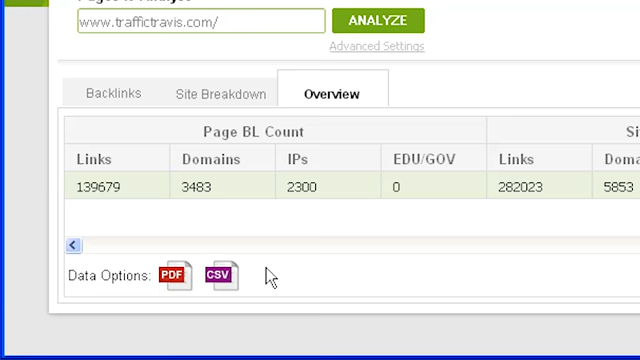 www.traffictravis.com/
ANALYZE
Advanced Settings
Backlinks
Site Breakdown
Overview
Page BL Count
Links Domains IPs EDU/GOV Links
139679 3483 2300 0 282023 5853
Data Options: PDF CSV